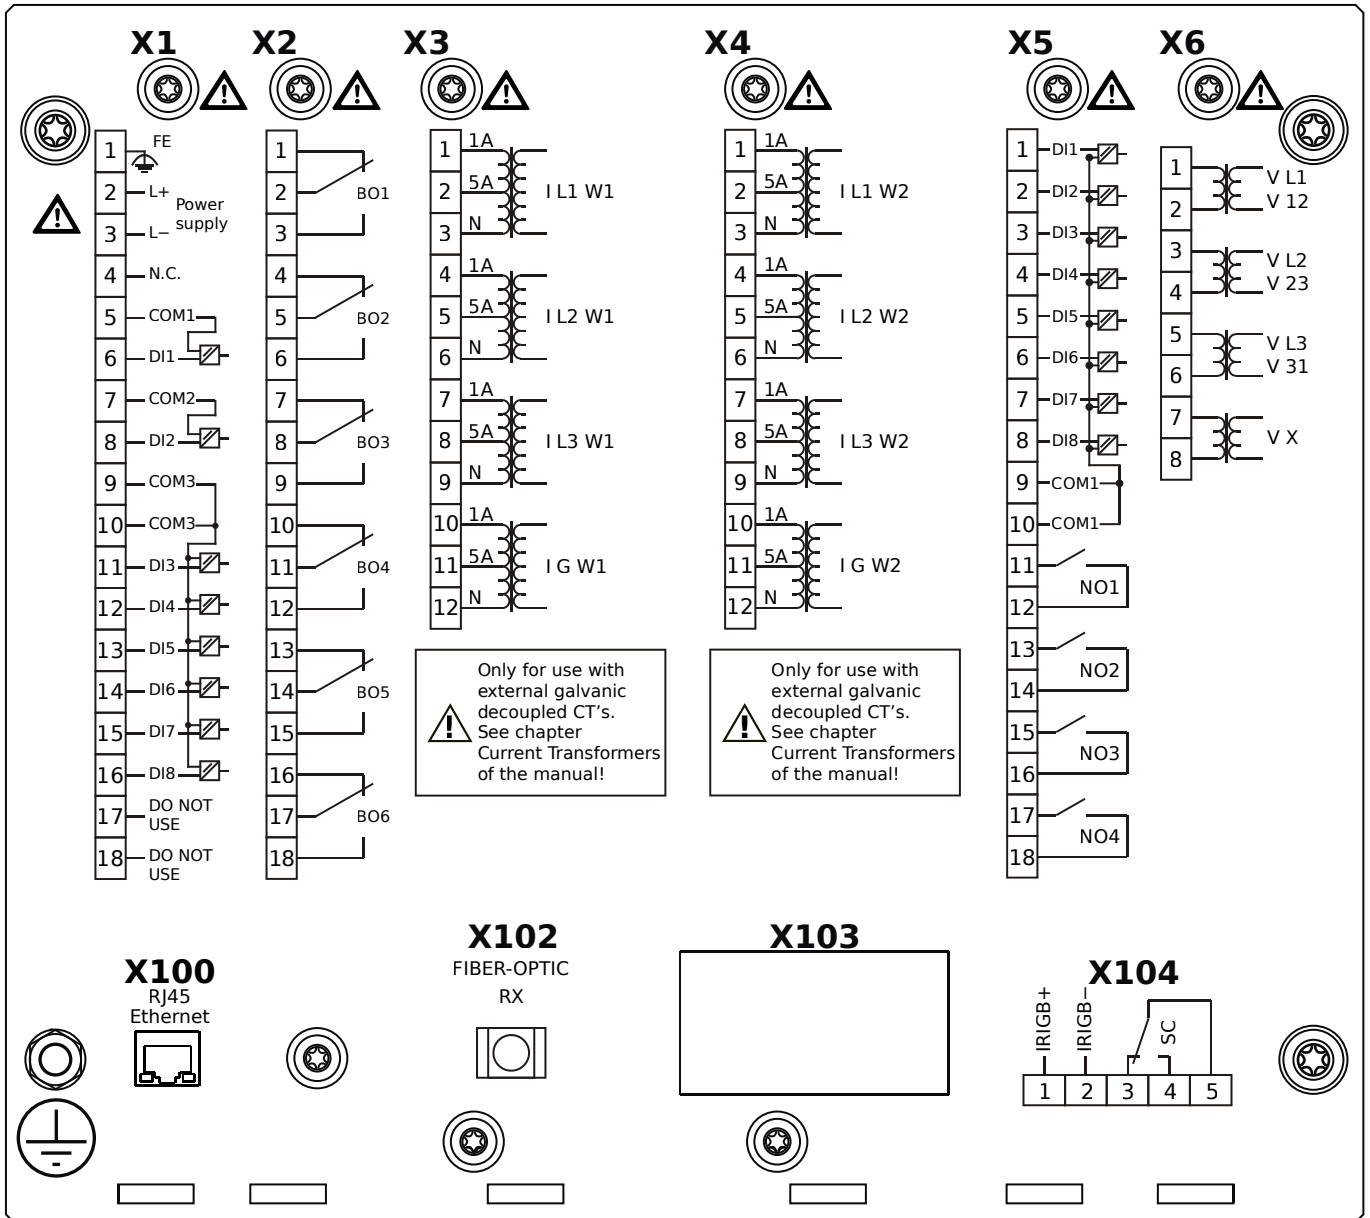 X1
1
FE
2
L+
Power
supply
3
L−
4
N.C.
5
COM1
6
DI1
7
COM2
8
DI2
9
COM3
10
COM3
11
DI3
12
DI4
13
DI5
14
DI6
15
DI7
16
DI8
17
DO NOT
USE
18
DO NOT
USE
X2
1
2
BO1
3
4
5
BO2
6
7
8
BO3
9
10
11
BO4
12
13
14
BO5
15
16
17
BO6
18
X3
1
1A
2
5A
I L1 W1
3
N
4
1A
5
5A
I L2 W1
6
N
7
1A
8
5A
I L3 W1
9
N
10
1A
11
5A
I G W1
12
N
Only for use with
external galvanic
decoupled CT's.
See chapter
Current Transformers
of the manual!
X4
1
1A
2
5A
I L1 W2
3
N
4
1A
5
5A
I L2 W2
6
N
7
1A
8
5A
I L3 W2
9
N
10
1A
11
5A
I G W2
12
N
Only for use with
external galvanic
decoupled CT's.
See chapter
Current Transformers
of the manual!
X5
1
DI1
2
DI2
3
DI3
4
DI4
5
DI5
6
DI6
7
DI7
8
DI8
9
COM1
10
COM1
11
NO1
12
13
NO2
14
15
NO3
16
17
NO4
18
X6
1
V L1
2
V 12
3
V L2
4
V 23
5
V L3
6
V 31
7
V X
8
X100
RJ45
Ethernet
X102
FIBER-OPTIC
RX
X103
X104
IRIGB+
IRIGB−
SC
1 2 3 4 5